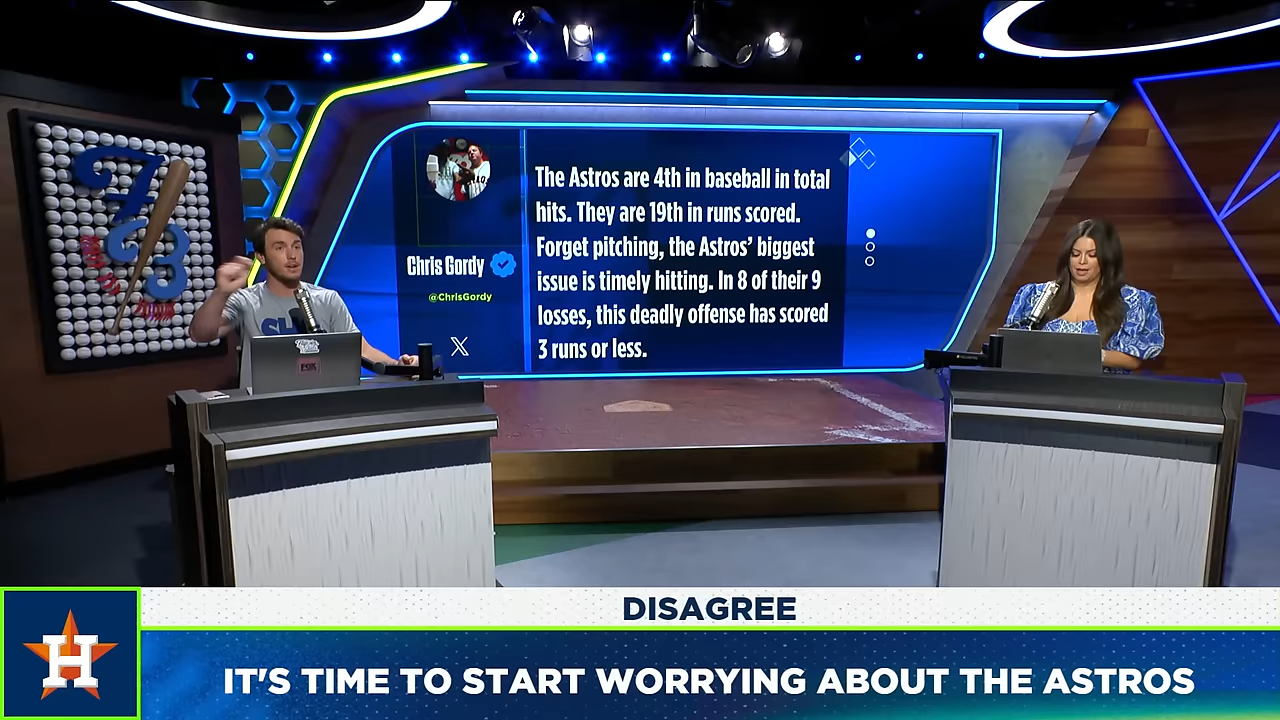 The Astros are 4th in baseball in total
hits. They are 19th in runs scored.
Forget pitching, the Astros’ biggest
issue is timely hitting. In 8 of their 9
losses, this deadly offense has scored
3 runs or less.
Chris Gordy
@ChrisGordy
X
FOX
H
DISAGREE
IT'S TIME TO START WORRYING ABOUT THE ASTROS